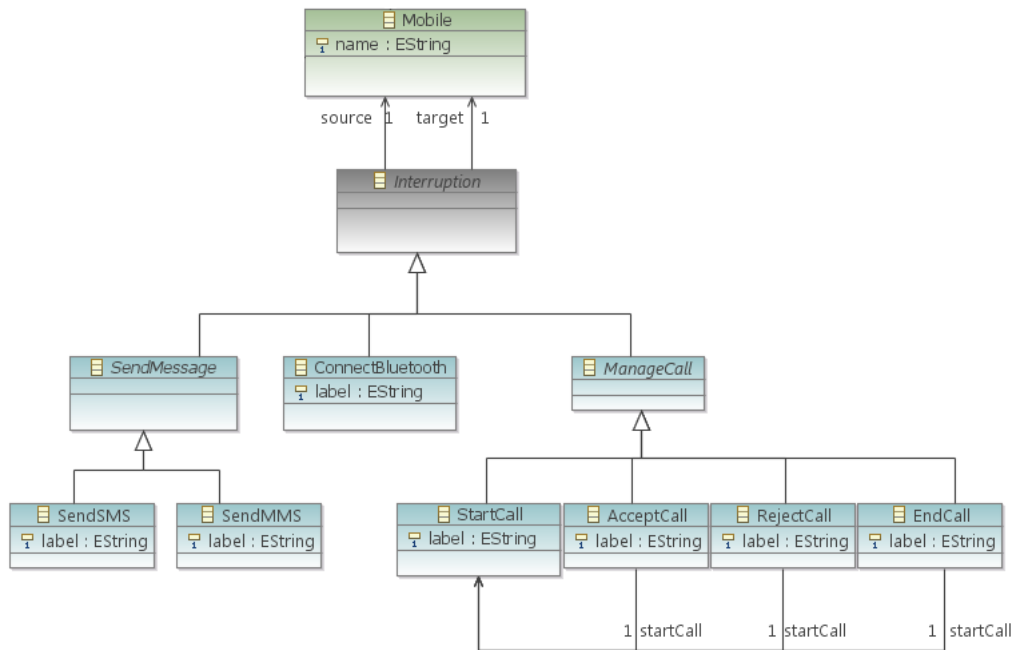 Mobile
name : EString
source 1 target 1
Interruption
SendMessage ConnectBluetooth ManageCall
label : EString
SendSMS SendMMS StartCall AcceptCall RejectCall EndCall
label : EString label : EString label : EString label : EString label : EString label : EString
1 startCall 1 startCall 1 startCall